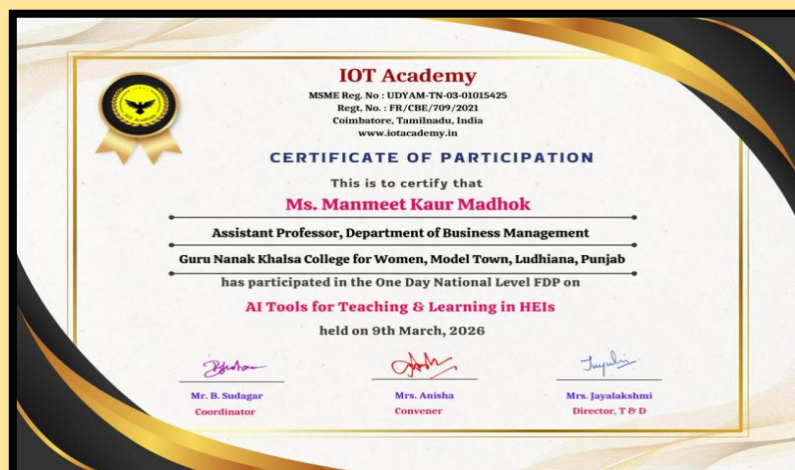 IOT Academy
MSME Reg. No : UDYAM-TN-03-01015425
Regt, No. : FR/CBE/709/2021
Coimbatore, Tamilnadu, India
www.iotacademy.in
CERTIFICATE OF PARTICIPATION
This is to certify that
Ms. Manmeet Kaur Madhok
Assistant Professor, Department of Business Management
Guru Nanak Khalsa College for Women, Model Town, Ludhiana, Punjab
has participated in the One Day National Level FDP on
AI Tools for Teaching & Learning in HEIs
held on 9th March, 2026
Mr. B. Sudagar
Coordinator
Mrs. Anisha
Convener
Mrs. Jayalakshmi
Director, T & D